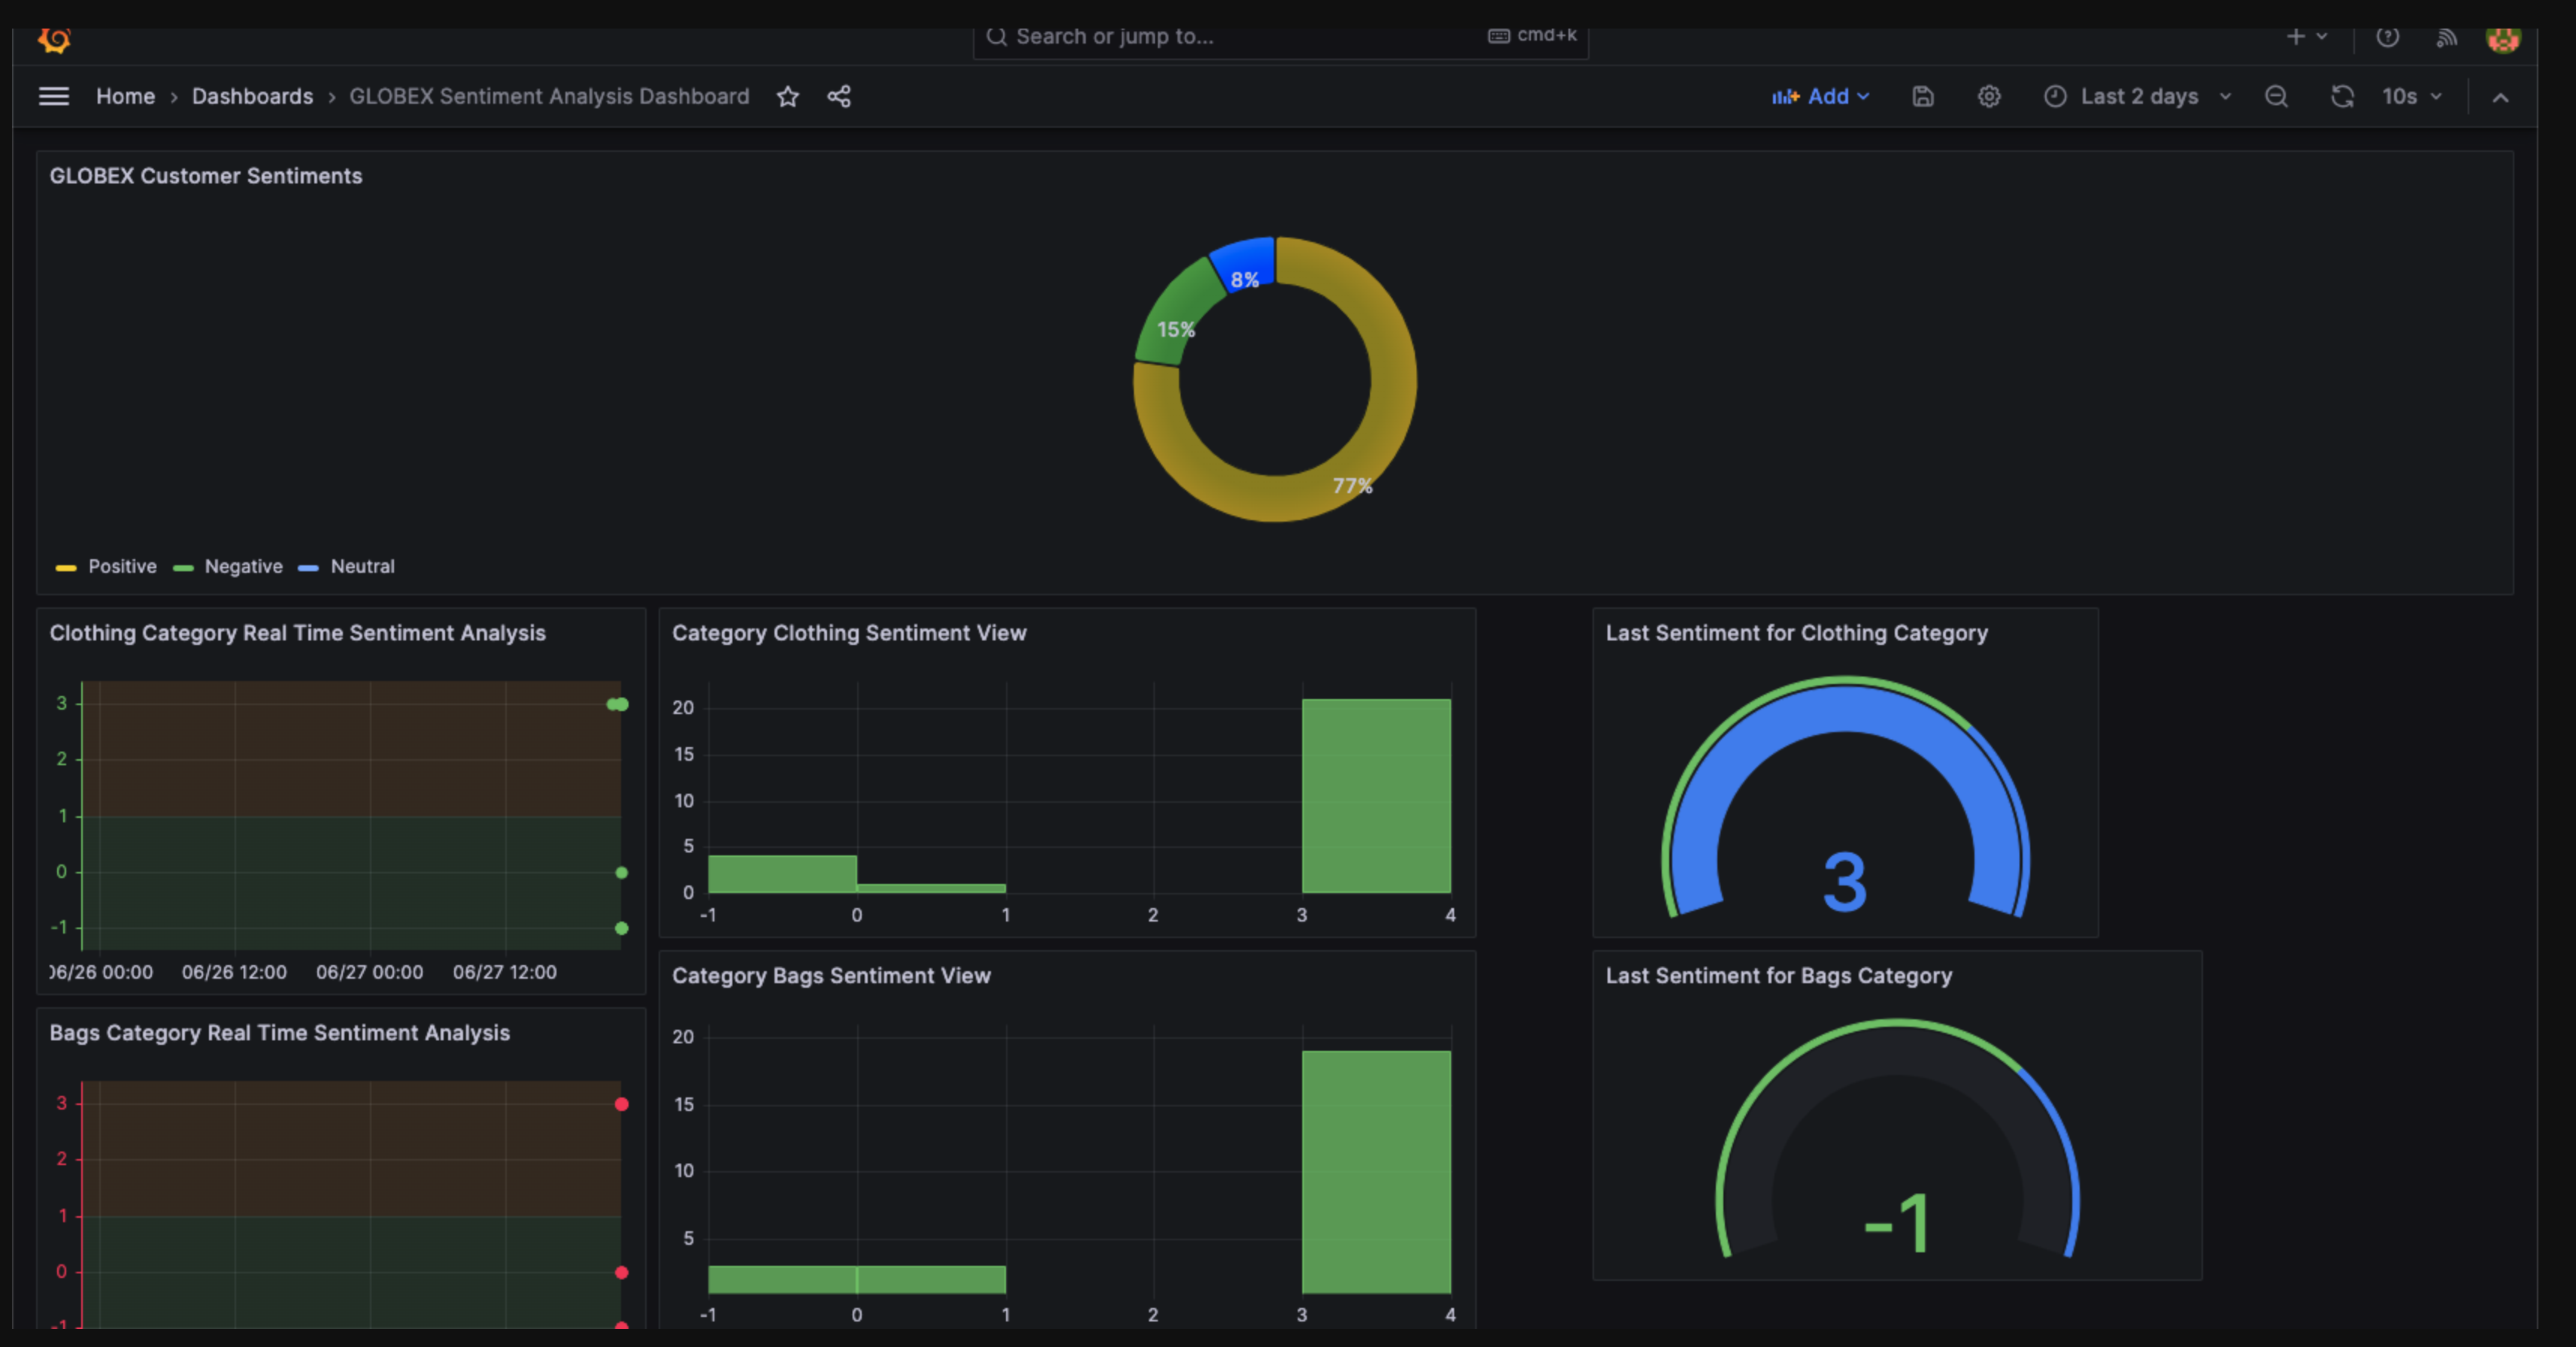 Search or jump to... cmd+k
Home › Dashboards › GLOBEX Sentiment Analysis Dashboard Add Last 2 days 10s
GLOBEX Customer Sentiments
8%
15%
77%
Positive Negative Neutral
Clothing Category Real Time Sentiment Analysis
3
2
1
0
-1
06/26 00:00 06/26 12:00 06/27 00:00 06/27 12:00
Category Clothing Sentiment View
20
15
10
5
0
-1 0 1 2 3 4
Last Sentiment for Clothing Category
3
Bags Category Real Time Sentiment Analysis
3
2
1
0
-1
Category Bags Sentiment View
20
15
10
5
-1 0 1 2 3 4
Last Sentiment for Bags Category
-1